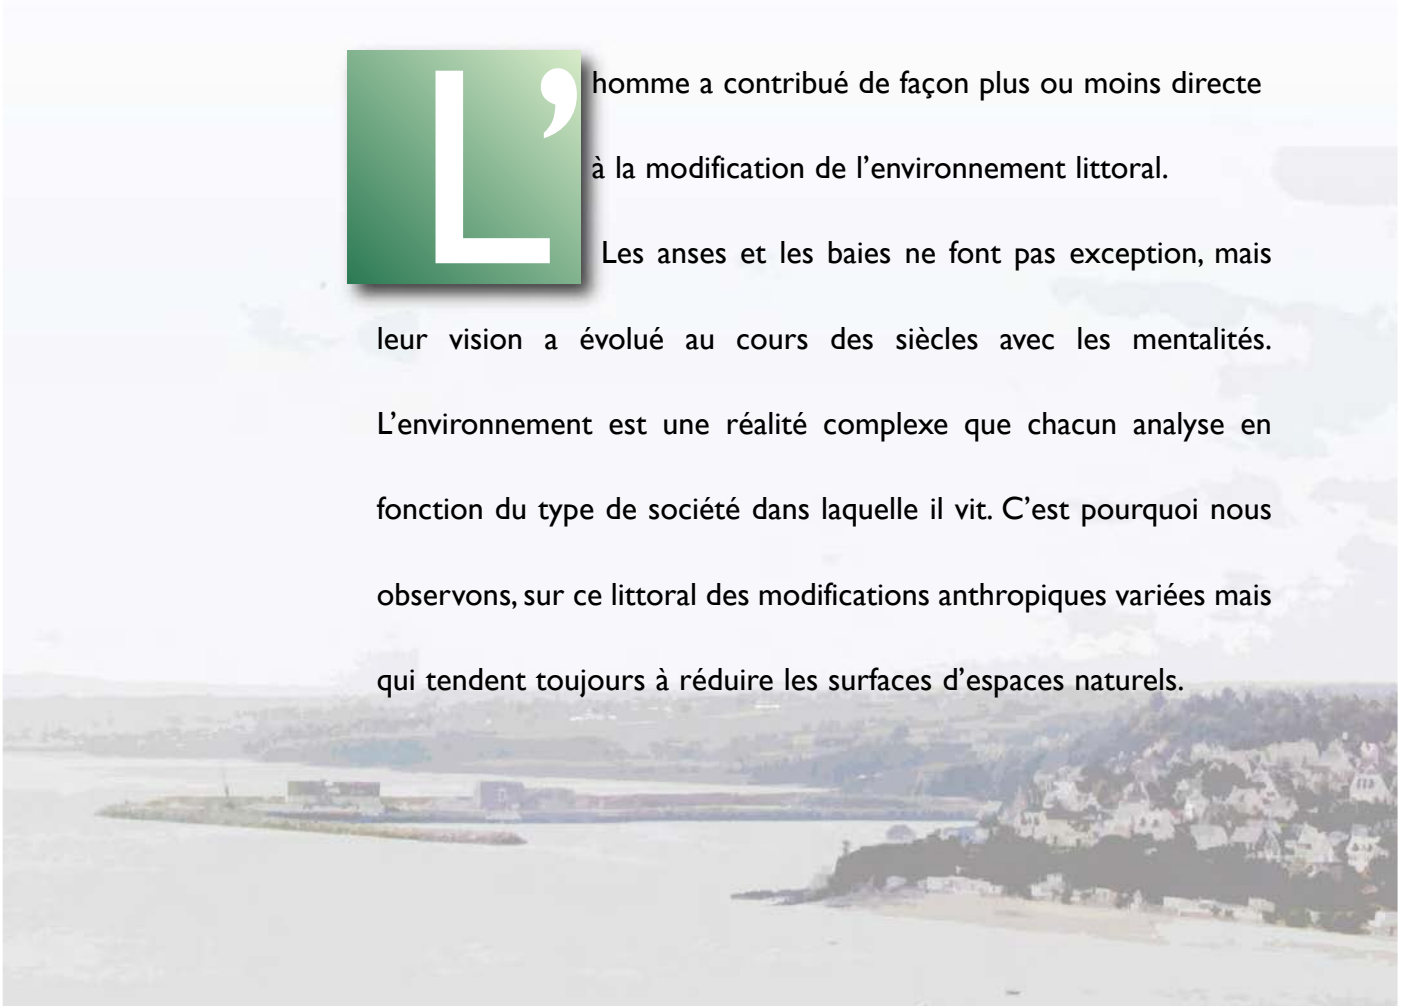 L’homme a contribué de façon plus ou moins directe
à la modification de l’environnement littoral.
Les anses et les baies ne font pas exception, mais
leur vision a évolué au cours des siècles avec les mentalités.
L’environnement est une réalité complexe que chacun analyse en
fonction du type de société dans laquelle il vit. C’est pourquoi nous
observons, sur ce littoral des modifications anthropiques variées mais
qui tendent toujours à réduire les surfaces d’espaces naturels.